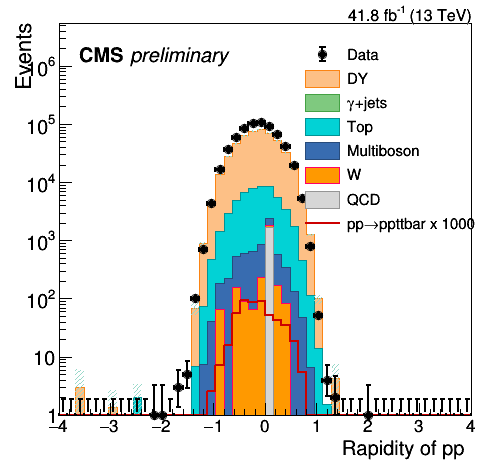 41.8 fb⁻¹ (13 TeV)
Events
CMS preliminary
Data
DY
γ+jets
Top
Multiboson
W
QCD
pp→ppttbar x 1000
10⁶
10⁵
10⁴
10³
10²
10
1
−4 −3 −2 −1 0 1 2 3 4
Rapidity of pp